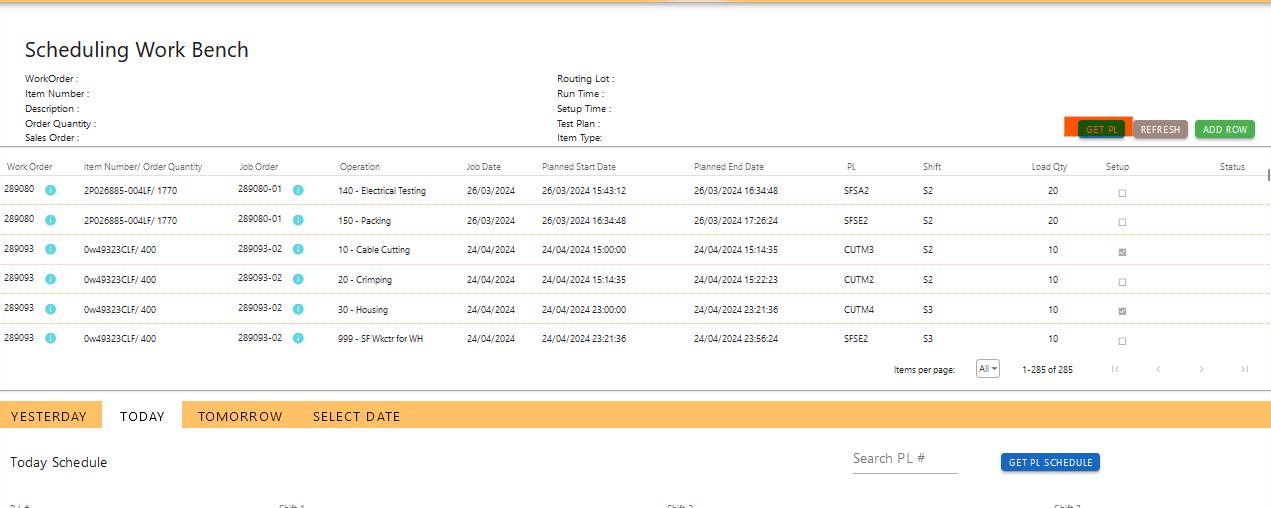 Scheduling Work Bench
WorkOrder :
Item Number :
Description :
Order Quantity :
Sales Order :
Routing Lot :
Run Time :
Setup Time :
Test Plan :
Item Type:
GET PL REFRESH ADD ROW
Work Order Item Number/ Order Quantity Job Order Operation Job Date Planned Start Date Planned End Date PL Shift Load Qty Setup Status
289080 2P026885-004LF/ 1770 289080-01 140 - Electrical Testing 26/03/2024 26/03/2024 15:43:12 26/03/2024 16:34:48 SFSA2 S2 20
289080 2P026885-004LF/ 1770 289080-01 150 - Packing 26/03/2024 26/03/2024 16:34:48 26/03/2024 17:26:24 SFSE2 S2 20
289093 0w49323CLF/ 400 289093-02 10 - Cable Cutting 24/04/2024 24/04/2024 15:00:00 24/04/2024 15:14:35 CUTM3 S2 10
289093 0w49323CLF/ 400 289093-02 20 - Crimping 24/04/2024 24/04/2024 15:14:35 24/04/2024 15:22:23 CUTM2 S2 10
289093 0w49323CLF/ 400 289093-02 30 - Housing 24/04/2024 24/04/2024 23:00:00 24/04/2024 23:21:36 CUTM4 S3 10
289093 0w49323CLF/ 400 289093-02 999 - SF Wkctr for WH 24/04/2024 24/04/2024 23:21:36 24/04/2024 23:56:24 SFSE2 S3 10
Items per page: All 1-285 of 285
YESTERDAY TODAY TOMORROW SELECT DATE
Today Schedule Search PL # GET PL SCHEDULE